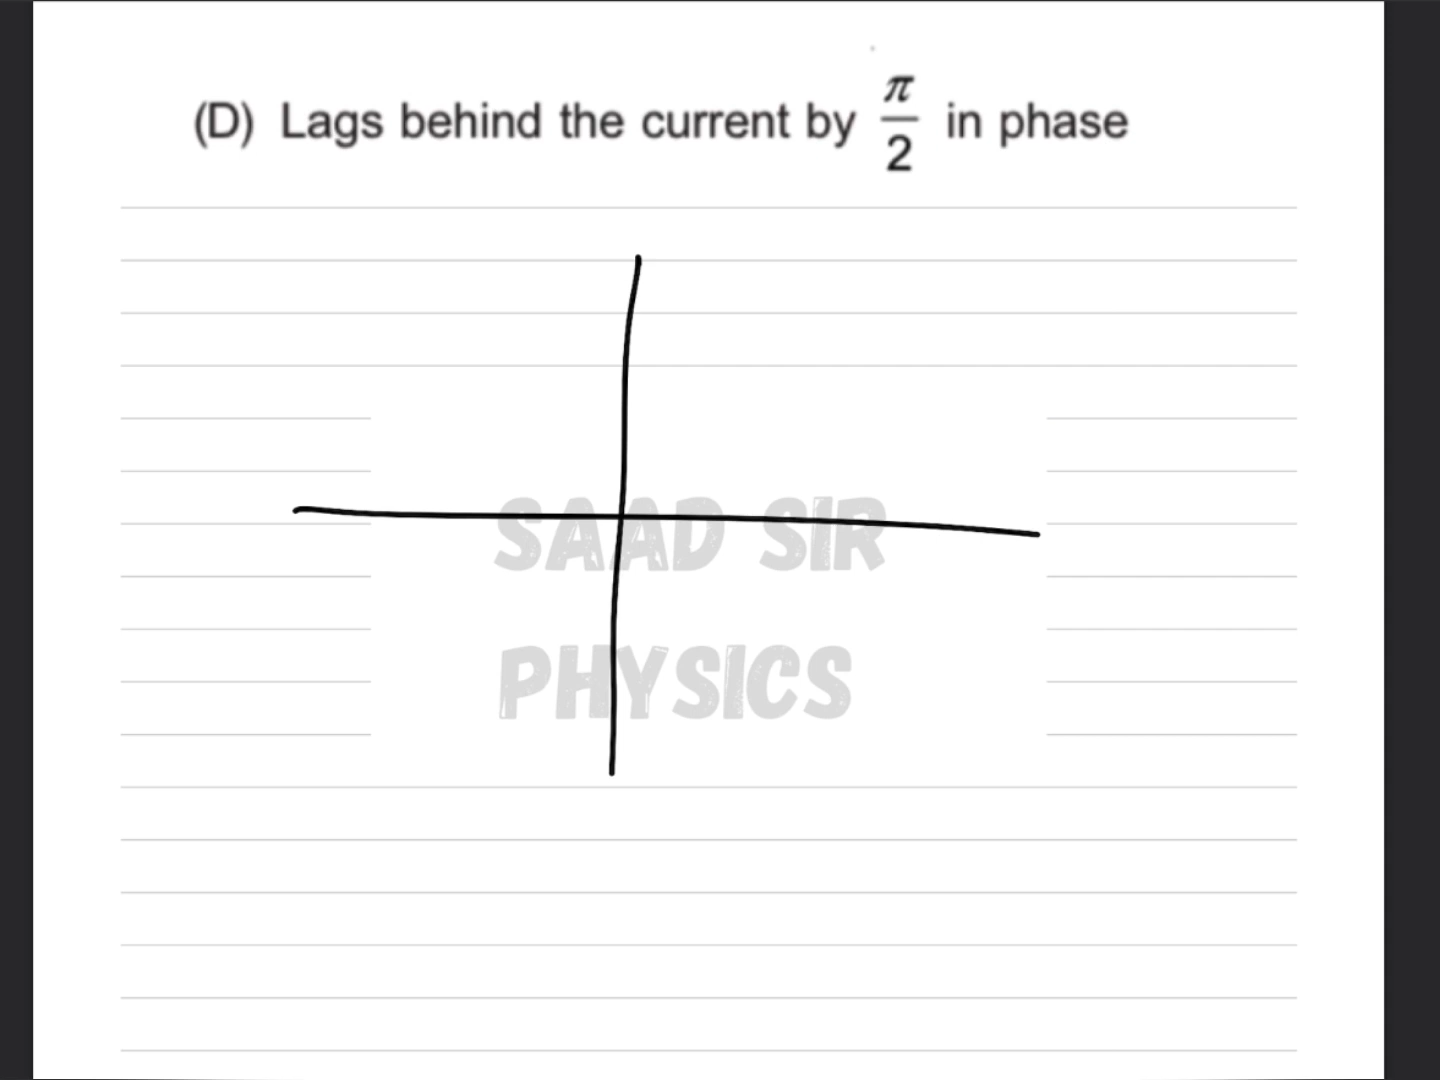 (D) Lags behind the current by π/2 in phase
SAAD SIR
PHYSICS